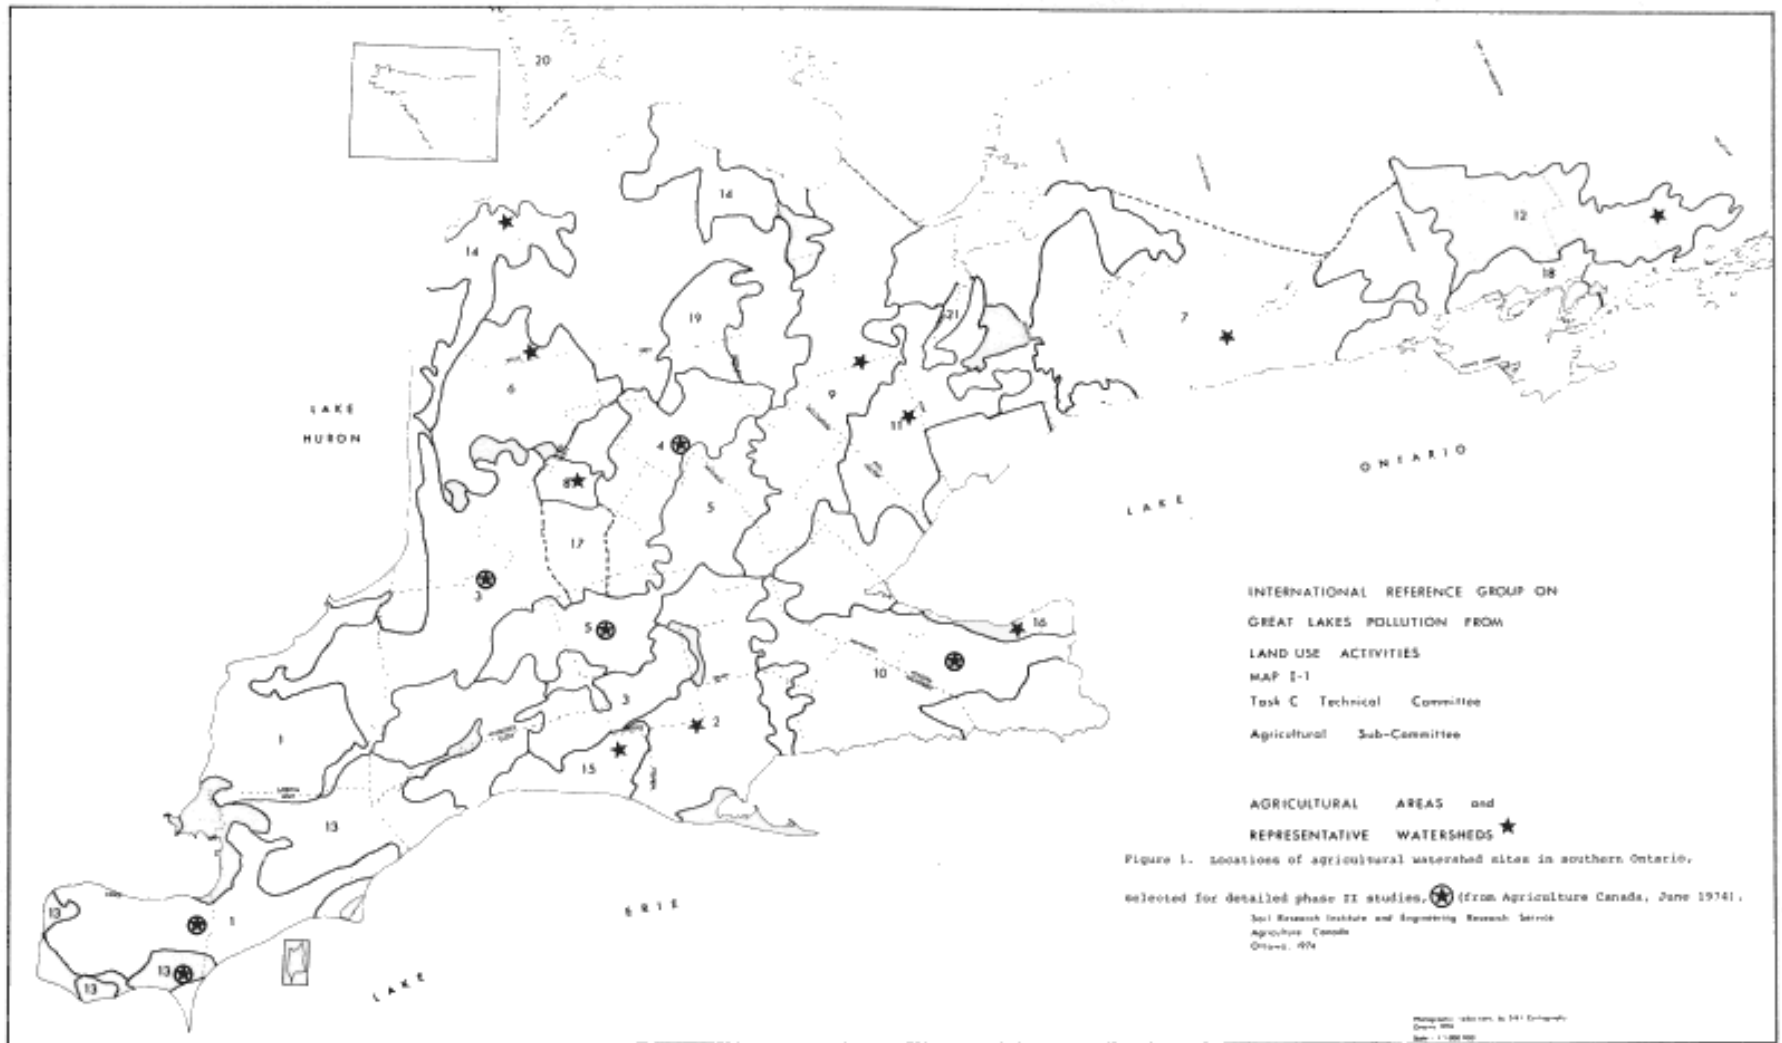 20
14
14
12
18
21
19
7
6
9
LAKE
HURON
11
4
8
5
ONTARIO
LAKE
17
3
INTERNATIONAL REFERENCE GROUP ON
GREAT LAKES POLLUTION FROM
LAND USE ACTIVITIES
MAP I-1
Task C Technical Committee
Agricultural Sub-Committee
16
5
10
3
2
1
15
13
AGRICULTURAL AREAS and
REPRESENTATIVE WATERSHEDS
Figure 1. Locations of agricultural watershed sites in southern Ontario,
selected for detailed phase II studies, (from Agriculture Canada, June 1974).
Soil Research Institute and Engineering Research Service
Agriculture Canada
Ottawa, 1974
ERIE
LAKE
13
1
13
13